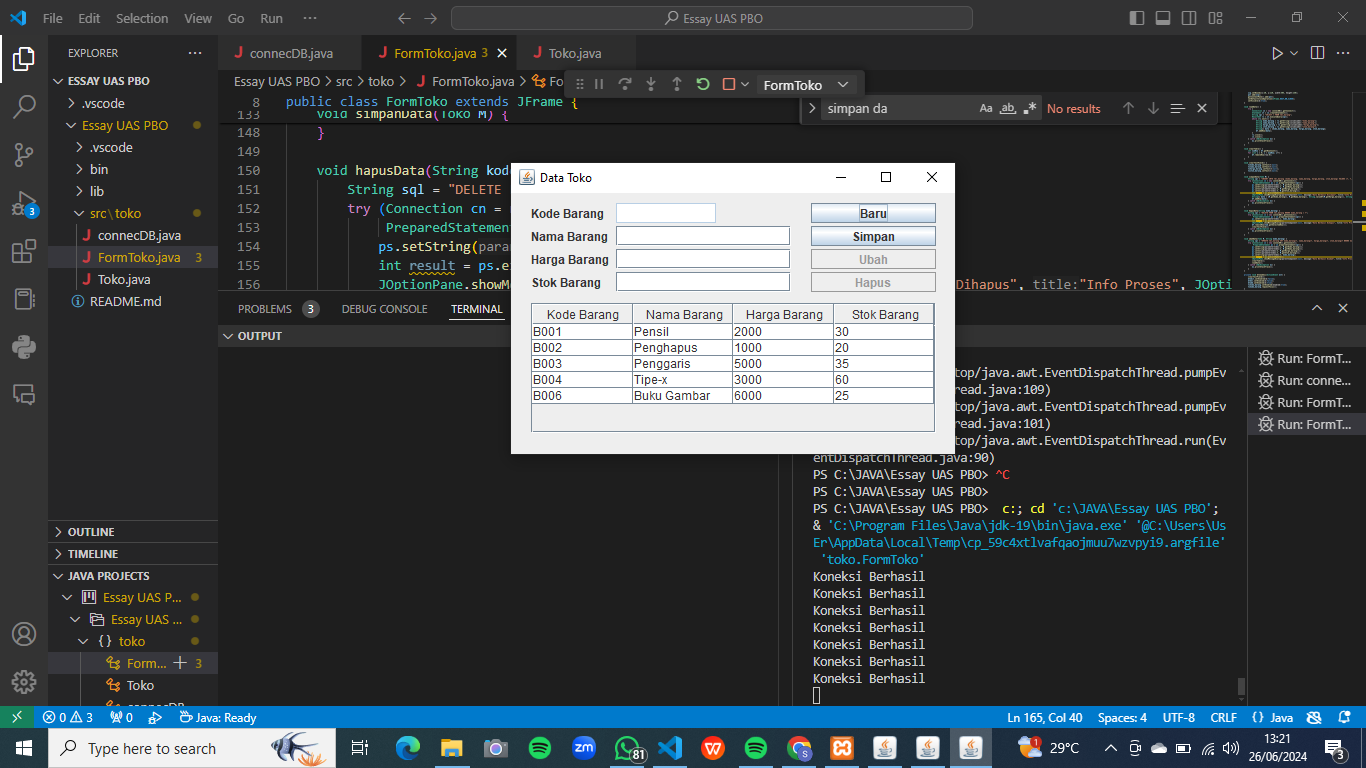 File Edit Selection View Go Run ··· Essay UAS PBO
EXPLORER ···
ESSAY UAS PBO
.vscode
Essay UAS PBO
.vscode
bin
lib
src\toko
connecDB.java
FormToko.java 3
Toko.java
README.md
OUTLINE
TIMELINE
JAVA PROJECTS
Essay UAS P...
Essay UAS ...
toko
Form... 3
Toko
connecDB
connecDB.java FormToko.java 3 Toko.java
Essay UAS PBO > src > toko > FormToko.java > Fo
FormToko
simpan da Aa ab .* No results
8 public class FormToko extends JFrame {
133 void simpanData(Toko M) {
148 }
149
150 void hapusData(String kod
151 String sql = "DELETE
152 try (Connection cn =
153 PreparedStatement
154 ps.setString(para
155 int result = ps.e
156 JOptionPane.showM Dihapus", title:"Info Proses", JOpti
Data Toko
Kode Barang Baru
Nama Barang Simpan
Harga Barang Ubah
Stok Barang Hapus
Kode Barang Nama Barang Harga Barang Stok Barang
B001 Pensil 2000 30
B002 Penghapus 1000 20
B003 Penggaris 5000 35
B004 Tipe-x 3000 60
B006 Buku Gambar 6000 25
PROBLEMS 3 DEBUG CONSOLE TERMINAL
OUTPUT
top/java.awt.EventDispatchThread.pumpEv
read.java:109)
top/java.awt.EventDispatchThread.pumpEv
read.java:101)
top/java.awt.EventDispatchThread.run(Ev
entDispatchThread.java:90)
PS C:\JAVA\Essay UAS PBO> ^C
PS C:\JAVA\Essay UAS PBO>
PS C:\JAVA\Essay UAS PBO> c:; cd 'c:\JAVA\Essay UAS PBO';
& 'C:\Program Files\Java\jdk-19\bin\java.exe' '@C:\Users\Us
Er\AppData\Local\Temp\cp_59c4xtlvafqaojmuu7wzvpyi9.argfile'
'toko.FormToko'
Koneksi Berhasil
Koneksi Berhasil
Koneksi Berhasil
Koneksi Berhasil
Koneksi Berhasil
Koneksi Berhasil
Koneksi Berhasil
Run: FormT...
Run: conne...
Run: FormT...
Run: FormT...
3
0 3 0 Java: Ready Ln 165, Col 40 Spaces: 4 UTF-8 CRLF {} Java
Type here to search 81 1 29°C 13:21
26/06/2024 3